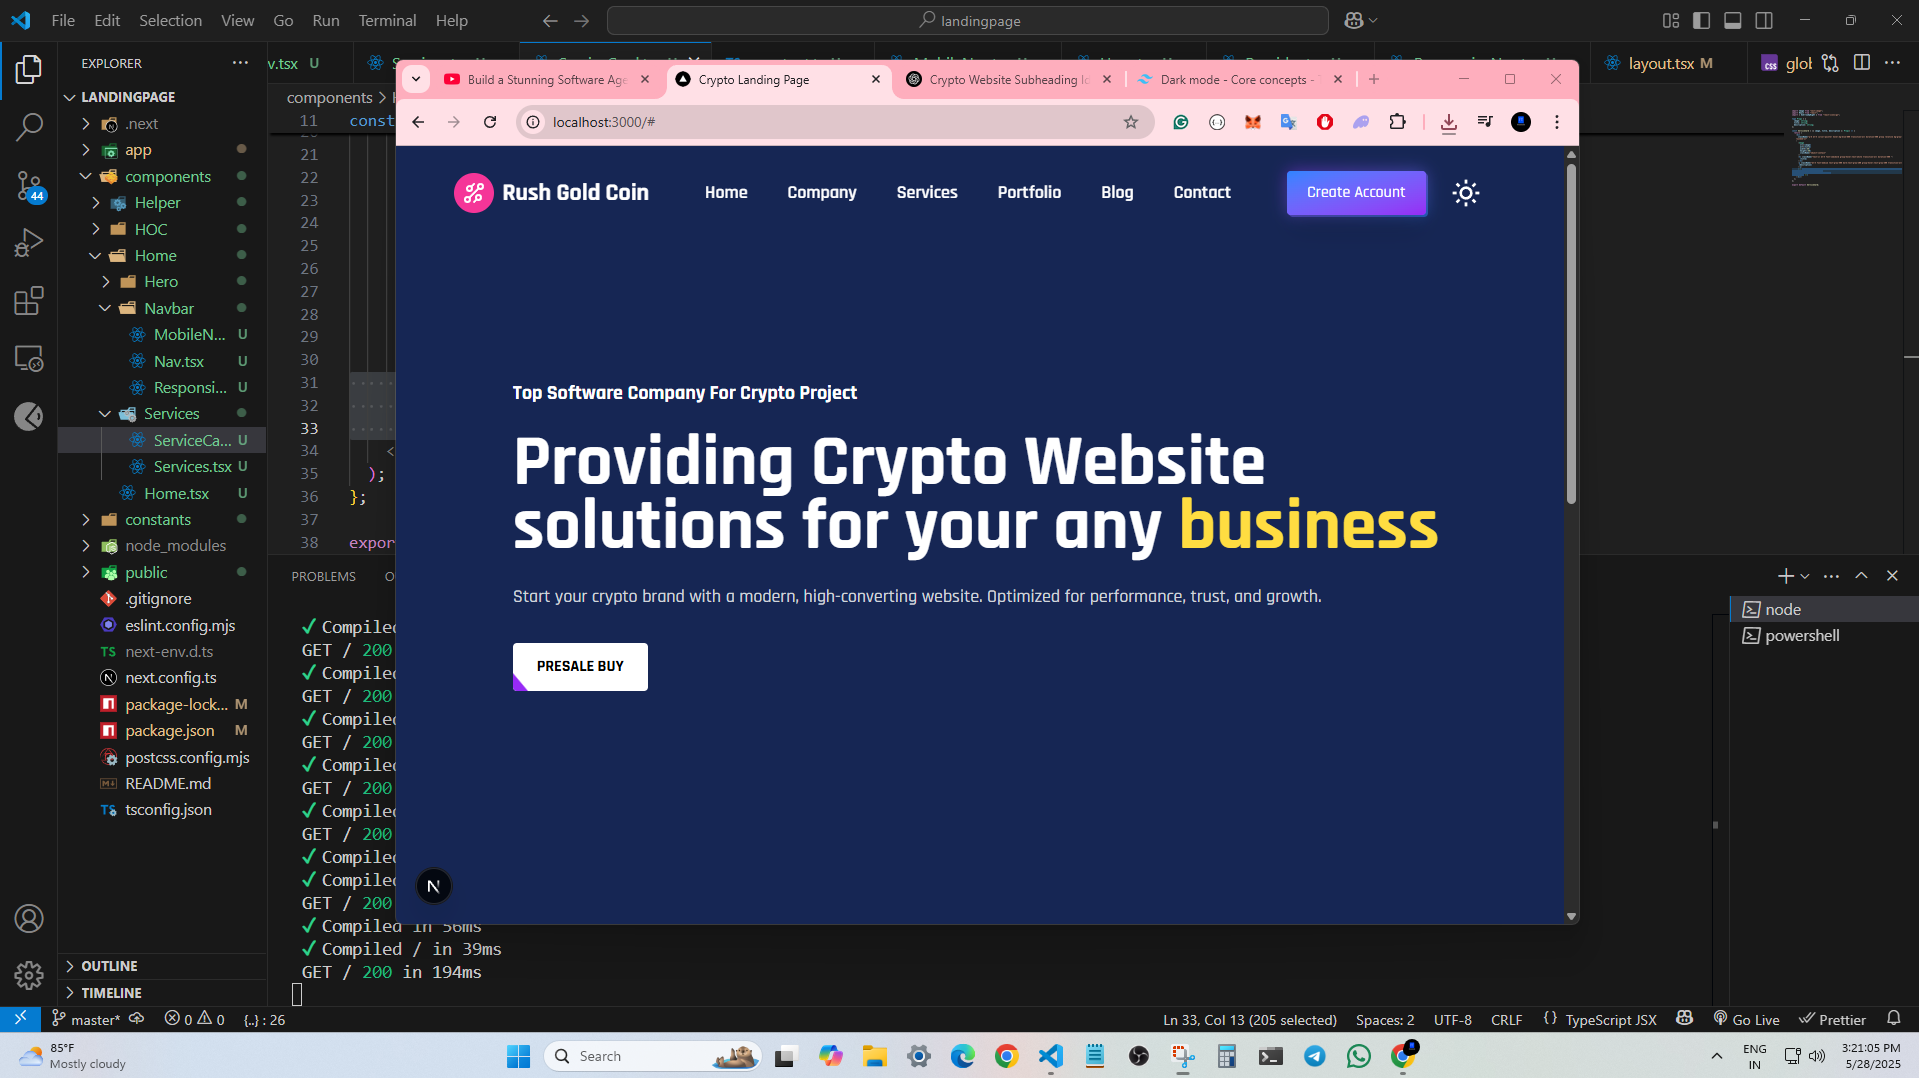 File Edit Selection View Go Run Terminal Help
landingpage
EXPLORER
LANDINGPAGE
.next
app
components
Helper
HOC
Home
Hero
Navbar
MobileN... U
Nav.tsx U
Responsi... U
Services
ServiceCa... U
Services.tsx U
Home.tsx U
constants
node_modules
public
.gitignore
eslint.config.mjs
TS next-env.d.ts
next.config.ts
package-lock... M
package.json M
postcss.config.mjs
README.md
TS tsconfig.json
OUTLINE
TIMELINE
44
v.tsx U
layout.tsx M
css glob
components
11 const
21
22
23
24
25
26
27
28
29
30
31
32
33
34 <
35 );
36 };
37
38 expor
Build a Stunning Software Age
Crypto Landing Page
Crypto Website Subheading Id
Dark mode - Core concepts -
localhost:3000/#
Rush Gold Coin
Home Company Services Portfolio Blog Contact
Create Account
Top Software Company For Crypto Project
Providing Crypto Website
solutions for your any business
Start your crypto brand with a modern, high-converting website. Optimized for performance, trust, and growth.
PRESALE BUY
N
PROBLEMS O
node
powershell
✓ Compiled
GET / 200
✓ Compiled
GET / 200
✓ Compiled
GET / 200
✓ Compiled
GET / 200
✓ Compiled
GET / 200
✓ Compiled
✓ Compiled
GET / 200
✓ Compiled in 56ms
✓ Compiled / in 39ms
GET / 200 in 194ms
master* 0 0 {..} : 26
Ln 33, Col 13 (205 selected) Spaces: 2 UTF-8 CRLF {} TypeScript JSX Go Live Prettier
85°F
Mostly cloudy
Search
ENG
IN
3:21:05 PM
5/28/2025